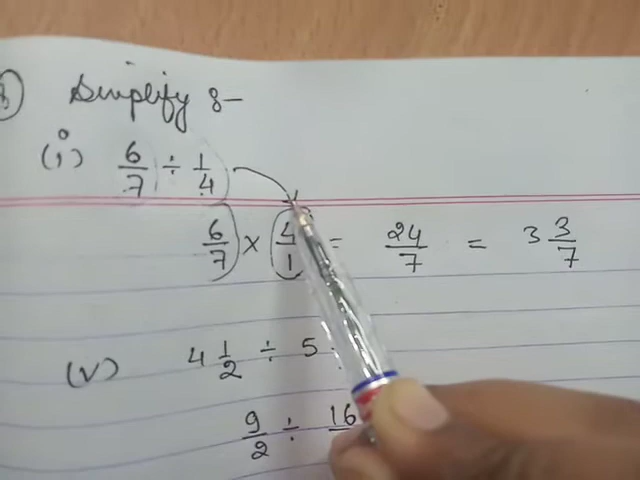 Simplify :-
(i) 6/7 ÷ 1/4
6/7 × 4/1 = 24/7 = 3 3/7
(v) 4 1/2 ÷ 5
9/2 ÷ 16